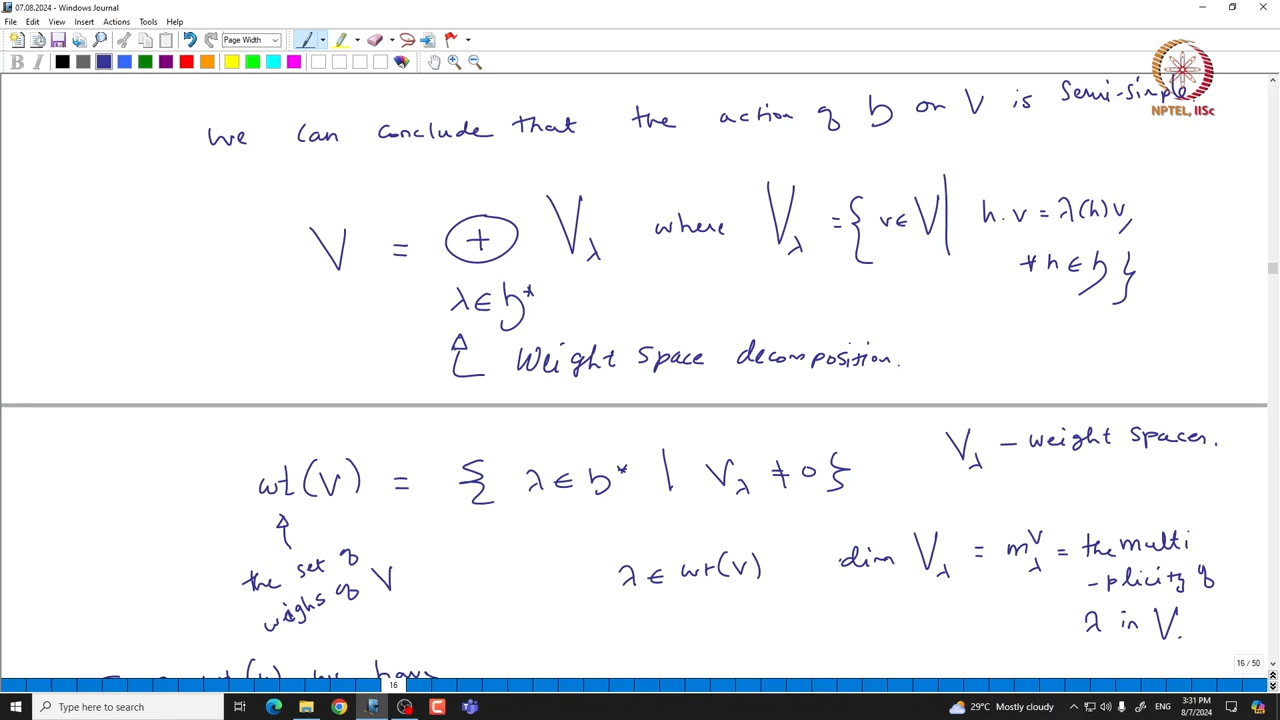 07.08.2024 - Windows Journal
File Edit View Insert Actions Tools Help
Page Width
NPTEL, IISc
we can conclude that the action of 𝔥 on V is semi-simple.
V = ⊕ V_λ where V_λ = { v ∈ V | h.v = λ(h)v,
λ ∈ 𝔥* ∀ h ∈ 𝔥 }
Weight space decomposition.
V_λ – weight spaces.
wt(V) = { λ ∈ 𝔥* | V_λ ≠ 0 }
the set of
weighs of V
λ ∈ wt(V) dim V_λ = m_λ^V = the multi
-plicity of
λ in V.
16 / 50
16
Type here to search
29°C Mostly cloudy
ENG
3:31 PM
8/7/2024